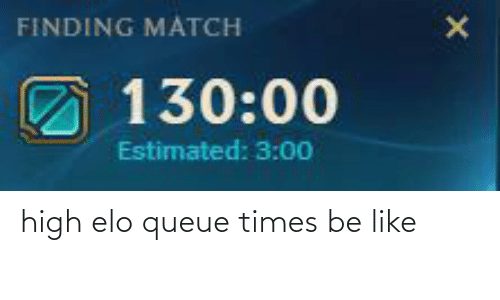 FINDING MATCH
X
130:00
Estimated: 3:00
high elo queue times be like